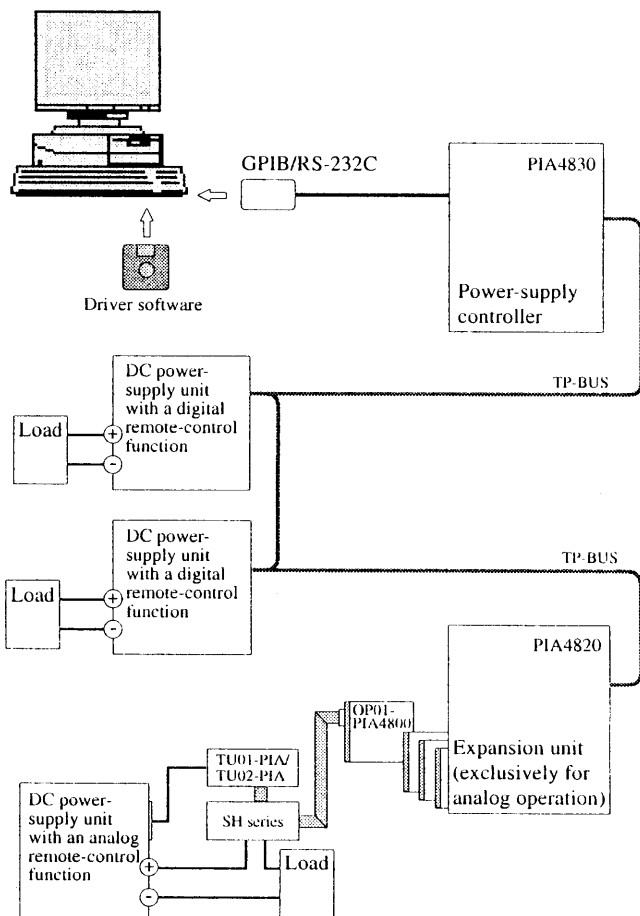 GPIB/RS-232C
PIA4830
Driver software
Power-supply
controller
TP-BUS
DC power-
supply unit
with a digital
remote-control
function
Load
+
-
TP-BUS
DC power-
supply unit
with a digital
remote-control
function
Load
+
-
PIA4820
OP01-
PIA4800
Expansion unit
(exclusively for
analog operation)
TU01-PIA/
TU02-PIA
SH series
DC power-
supply unit
with an analog
remote-control
function
Load
+
-